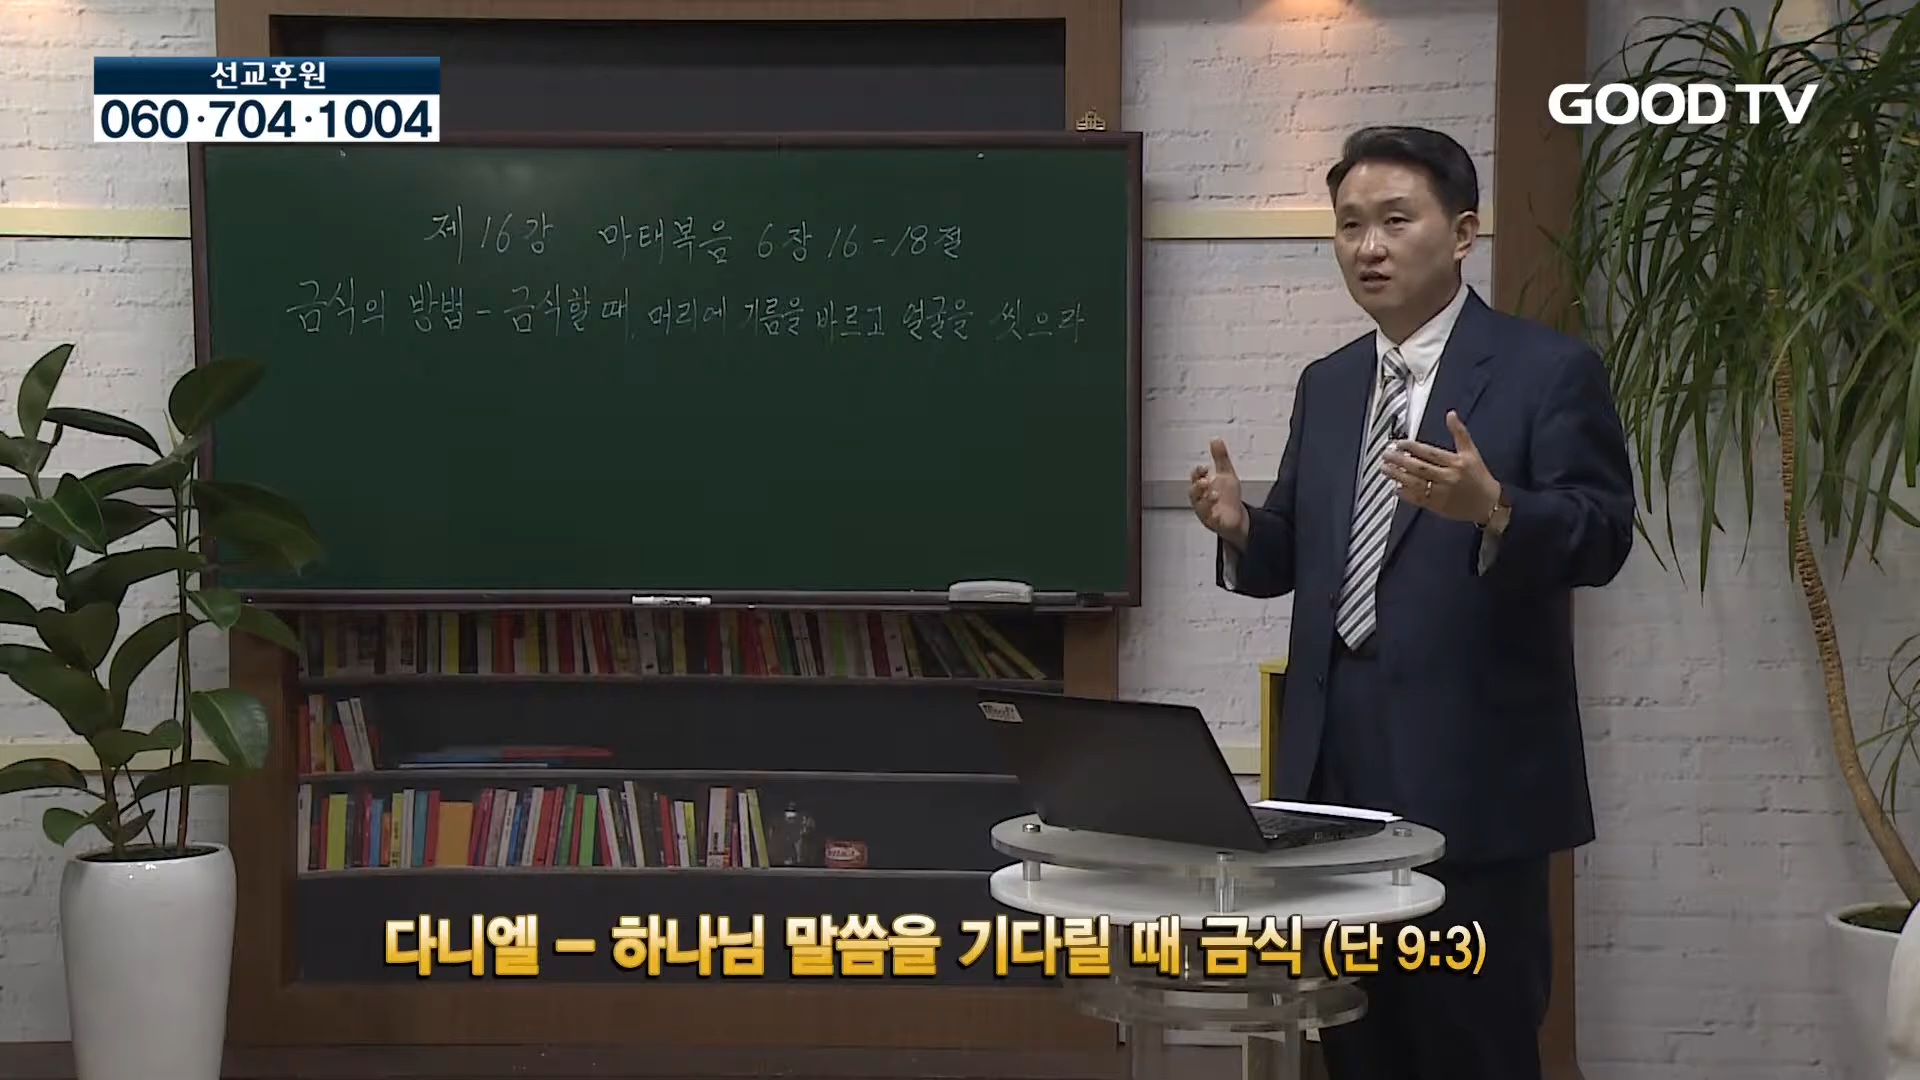 선교후원
060·704·1004
GOOD TV
제 16강 마태복음 6장 16-18절
금식의 방법 - 금식할 때, 머리에 기름을 바르고 얼굴을 씻으라
다니엘 - 하나님 말씀을 기다릴 때 금식 (단 9:3)